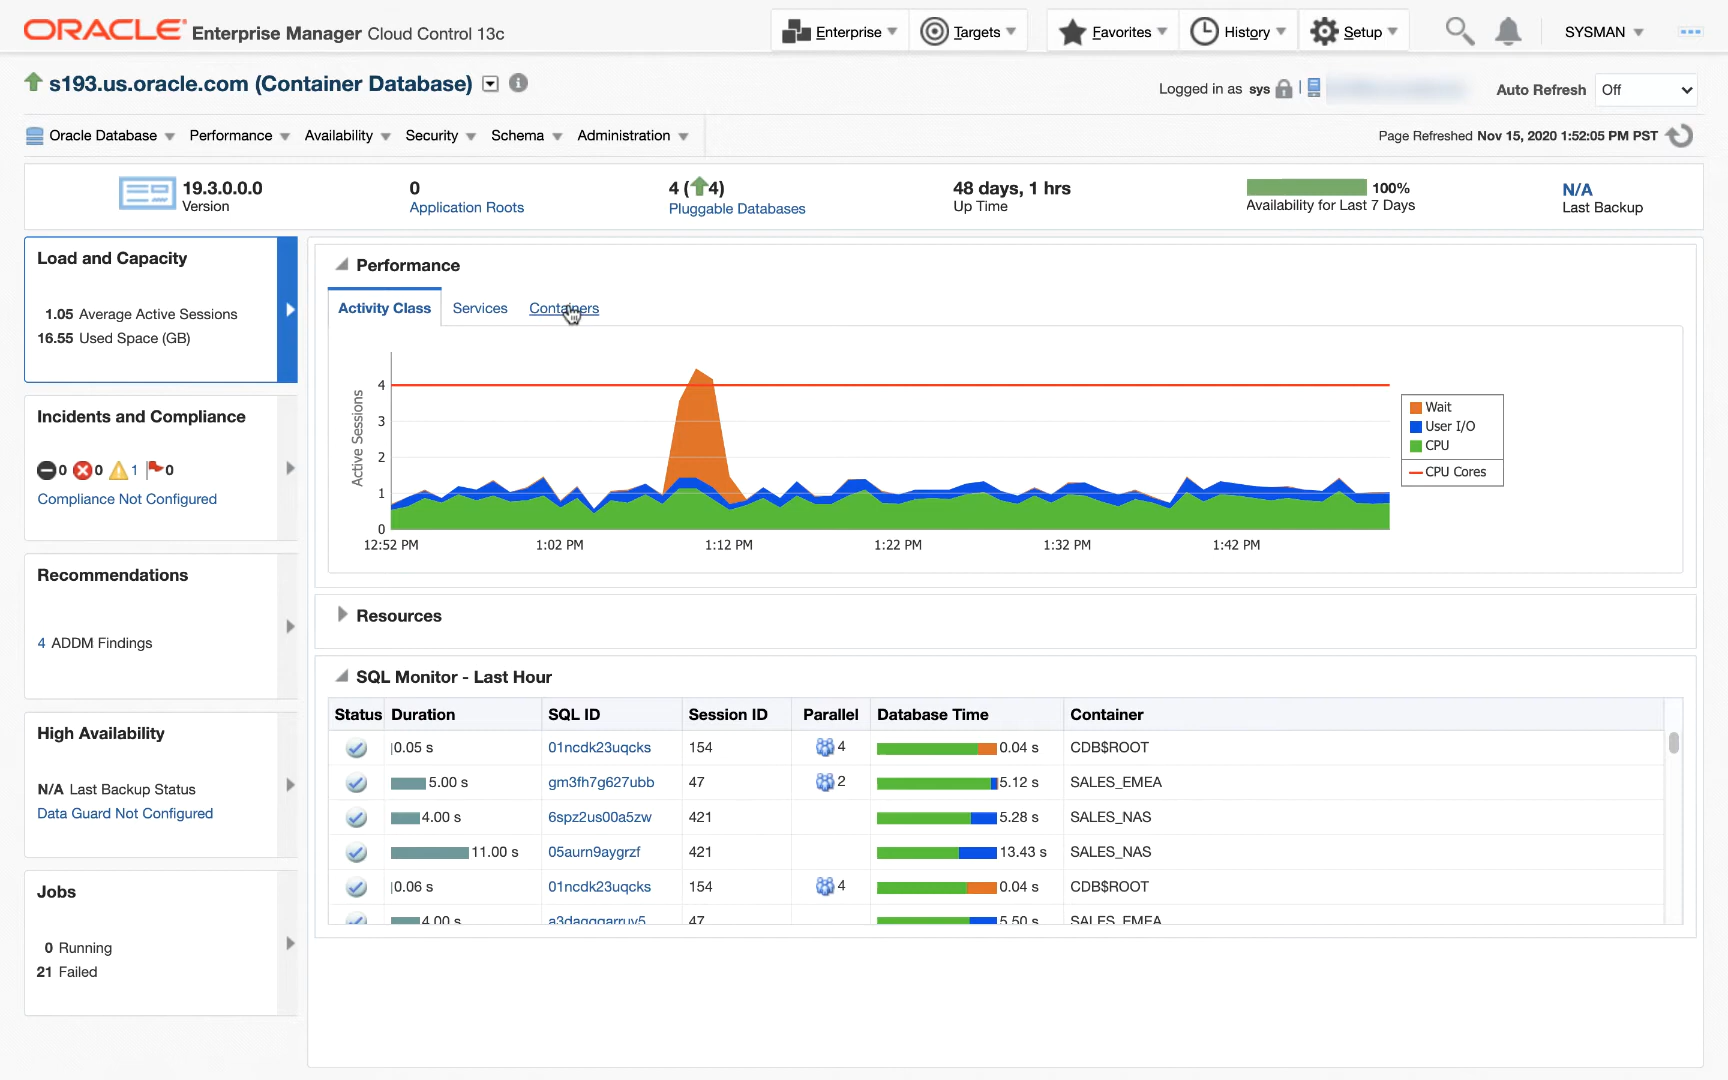 ORACLE® Enterprise Manager Cloud Control 13c
Enterprise Targets Favorites History Setup SYSMAN
s193.us.oracle.com (Container Database)
Logged in as sys
Auto Refresh Off
Oracle Database Performance Availability Security Schema Administration
Page Refreshed Nov 15, 2020 1:52:05 PM PST
19.3.0.0.0
Version
0
Application Roots
4 (4)
Pluggable Databases
48 days, 1 hrs
Up Time
100%
Availability for Last 7 Days
N/A
Last Backup
Load and Capacity
1.05 Average Active Sessions
16.55 Used Space (GB)
Incidents and Compliance
0 0 1 0
Compliance Not Configured
Recommendations
4 ADDM Findings
High Availability
N/A Last Backup Status
Data Guard Not Configured
Jobs
0 Running
21 Failed
Performance
Activity Class Services Containers
Active Sessions
4
3
2
1
0
12:52 PM 1:02 PM 1:12 PM 1:22 PM 1:32 PM 1:42 PM
Wait
User I/O
CPU
CPU Cores
Resources
SQL Monitor - Last Hour
Status Duration SQL ID Session ID Parallel Database Time Container
0.05 s 01ncdk23uqcks 154 4 0.04 s CDB$ROOT
5.00 s gm3fh7g627ubb 47 2 5.12 s SALES_EMEA
4.00 s 6spz2us00a5zw 421 5.28 s SALES_NAS
11.00 s 05aurn9aygrzf 421 13.43 s SALES_NAS
0.06 s 01ncdk23uqcks 154 4 0.04 s CDB$ROOT
4.00 s 47 5.50 s SALES_EMEA